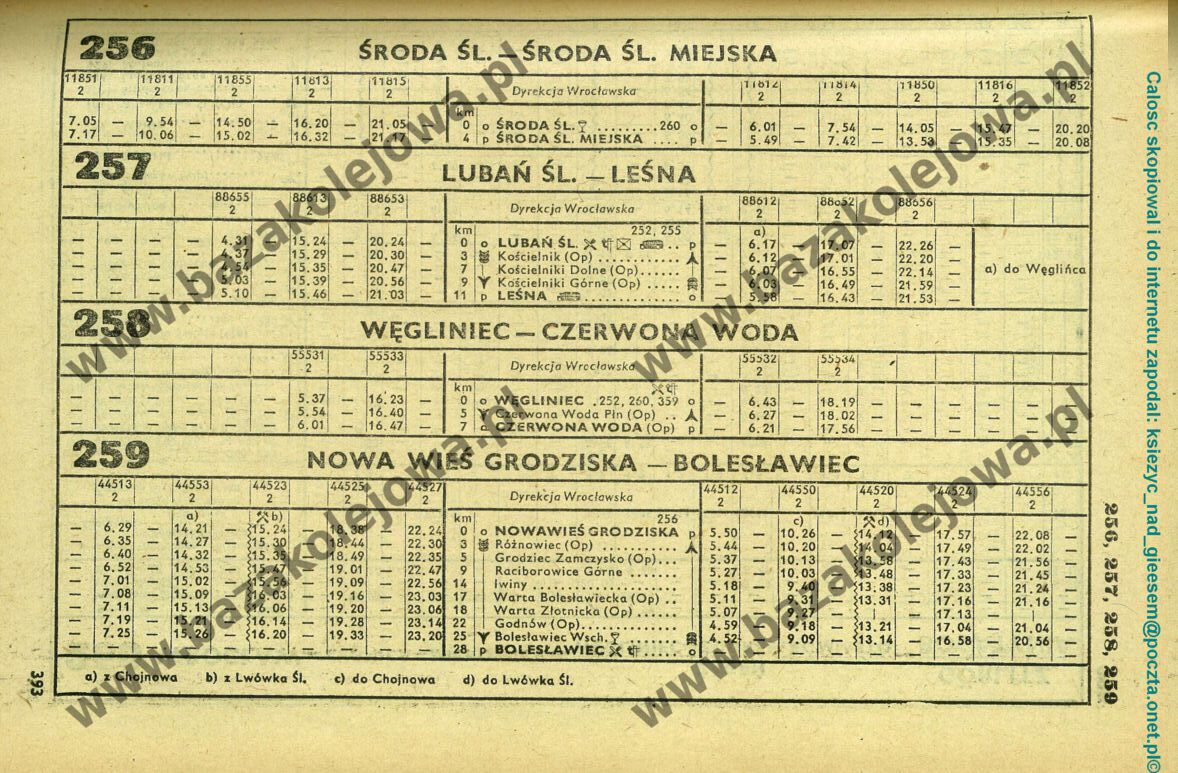 256 ŚRODA ŚL. — ŚRODA ŚL. MIEJSKA
11851 11811 11855 11813 11815 11812 11814 11850 11816 11852
2 2 2 2 2 Dyrekcja Wrocławska 2 2 2 2 2
km
7.05 — 9.54 — 14.50 — 16.20 — 21.05 — 0 o ŚRODA ŚL. 260 o — 6.01 — 7.54 — 14.05 — 15.47 — 20.20
7.17 — 10.06 — 15.02 — 16.32 — 21.17 — 4 p ŚRODA ŚL. MIEJSKA .... p — 5.49 — 7.42 — 13.53 — 15.35 — 20.08
257 LUBAŃ ŚL. — LEŚNA
88655 88613 88653 88612 88652 88656
2 2 2 Dyrekcja Wrocławska 2 2 2
km 252, 255 a)
— — — — 4.31 — 15.24 — 20.24 — 0 o LUBAŃ ŚL. .. p — 6.17 — 17.07 — 22.26 —
— — — — 4.37 — 15.29 — 20.30 — 3 Kościelnik (Op) — 6.12 — 17.01 — 22.20 —
— — — — 4.54 — 15.35 — 20.47 — 7 Kościelniki Dolne (Op) — 6.07 — 16.55 — 22.14 — a) do Węglińca
— — — — 5.03 — 15.39 — 20.56 — 9 Kościelniki Górne (Op) — 6.03 — 16.49 — 21.59 —
— — — — 5.10 — 15.46 — 21.03 — 11 p LEŚNA o — 5.58 — 16.43 — 21.53 —
258 WĘGLINIEC — CZERWONA WODA
55531 55533 55532 55534
2 2 Dyrekcja Wrocławska 2 2
km
— — — — — — 5.37 — 16.23 — 0 o WĘGLINIEC .252, 260, 359 o — 6.43 — 18.19 — — — — — —
— — — — — — 5.54 — 16.40 — 5 Czerwona Woda Płn (Op) .. — 6.27 — 18.02 — — — — — —
— — — — — — 6.01 — 16.47 — 7 CZERWONA WODA (Op) p — 6.21 — 17.56 — — — — — —
259 NOWA WIEŚ GRODZISKA — BOLESŁAWIEC
44513 44553 44523 44525 44527 44512 44550 44520 44524 44556
2 2 2 2 2 Dyrekcja Wrocławska 2 2 2 2 2
a) b) km 256 c) d)
— 6.29 — 14.21 — 15.24 — 18.38 — 22.24 0 o NOWAWIEŚ GRODZISKA p 5.50 — 10.26 — 14.12 — 17.57 — 22.08 —
— 6.35 — 14.27 — 15.30 — 18.44 — 22.30 3 Różnowiec (Op) 5.44 — 10.20 — 14.04 — 17.49 — 22.02 —
— 6.40 — 14.32 — 15.35 — 18.49 — 22.35 5 Grodziec Zamczysko (Op)... 5.37 — 10.13 — 13.58 — 17.43 — 21.56 —
— 6.52 — 14.53 — 15.47 — 19.01 — 22.47 9 Raciborowice Górne 5.27 — 10.03 — 13.48 — 17.33 — 21.45 —
— 7.01 — 15.02 — 15.56 — 19.09 — 22.56 14 Iwiny 5.18 — 9.40 — 13.38 — 17.23 — 21.24 —
— 7.08 — 15.09 — 16.03 — 19.16 — 23.03 17 Warta Bolesławiecka (Op) .. 5.11 — 9.31 — 13.31 — 17.16 — 21.16 —
— 7.11 — 15.13 — 16.06 — 19.20 — 23.06 18 Warta Złotnicka (Op) 5.07 — 9.27 — 17.13 —
— 7.19 — 15.21 — 16.14 — 19.28 — 23.14 22 Godnów (Op) 4.59 — 9.18 — 13.21 — 17.04 — 21.04 —
— 7.25 — 15.26 — 16.20 — 19.33 — 23.20 25 Bolesławiec Wsch. 4.52 — 9.09 — 13.14 — 16.58 — 20.56 —
28 p BOLESŁAWIEC o
a) z Chojnowa b) z Lwówka Śl. c) do Chojnowa d) do Lwówka Śl.
393
256, 257, 258, 259
Calosc skopiowal i do internetu zapodal: ksiezyc_nad_gieesem@poczta.onet.pl©
www.bazakolejowa.pl
www.bazakolejowa.pl
www.bazakolejowa.pl
www.bazakolejowa.pl